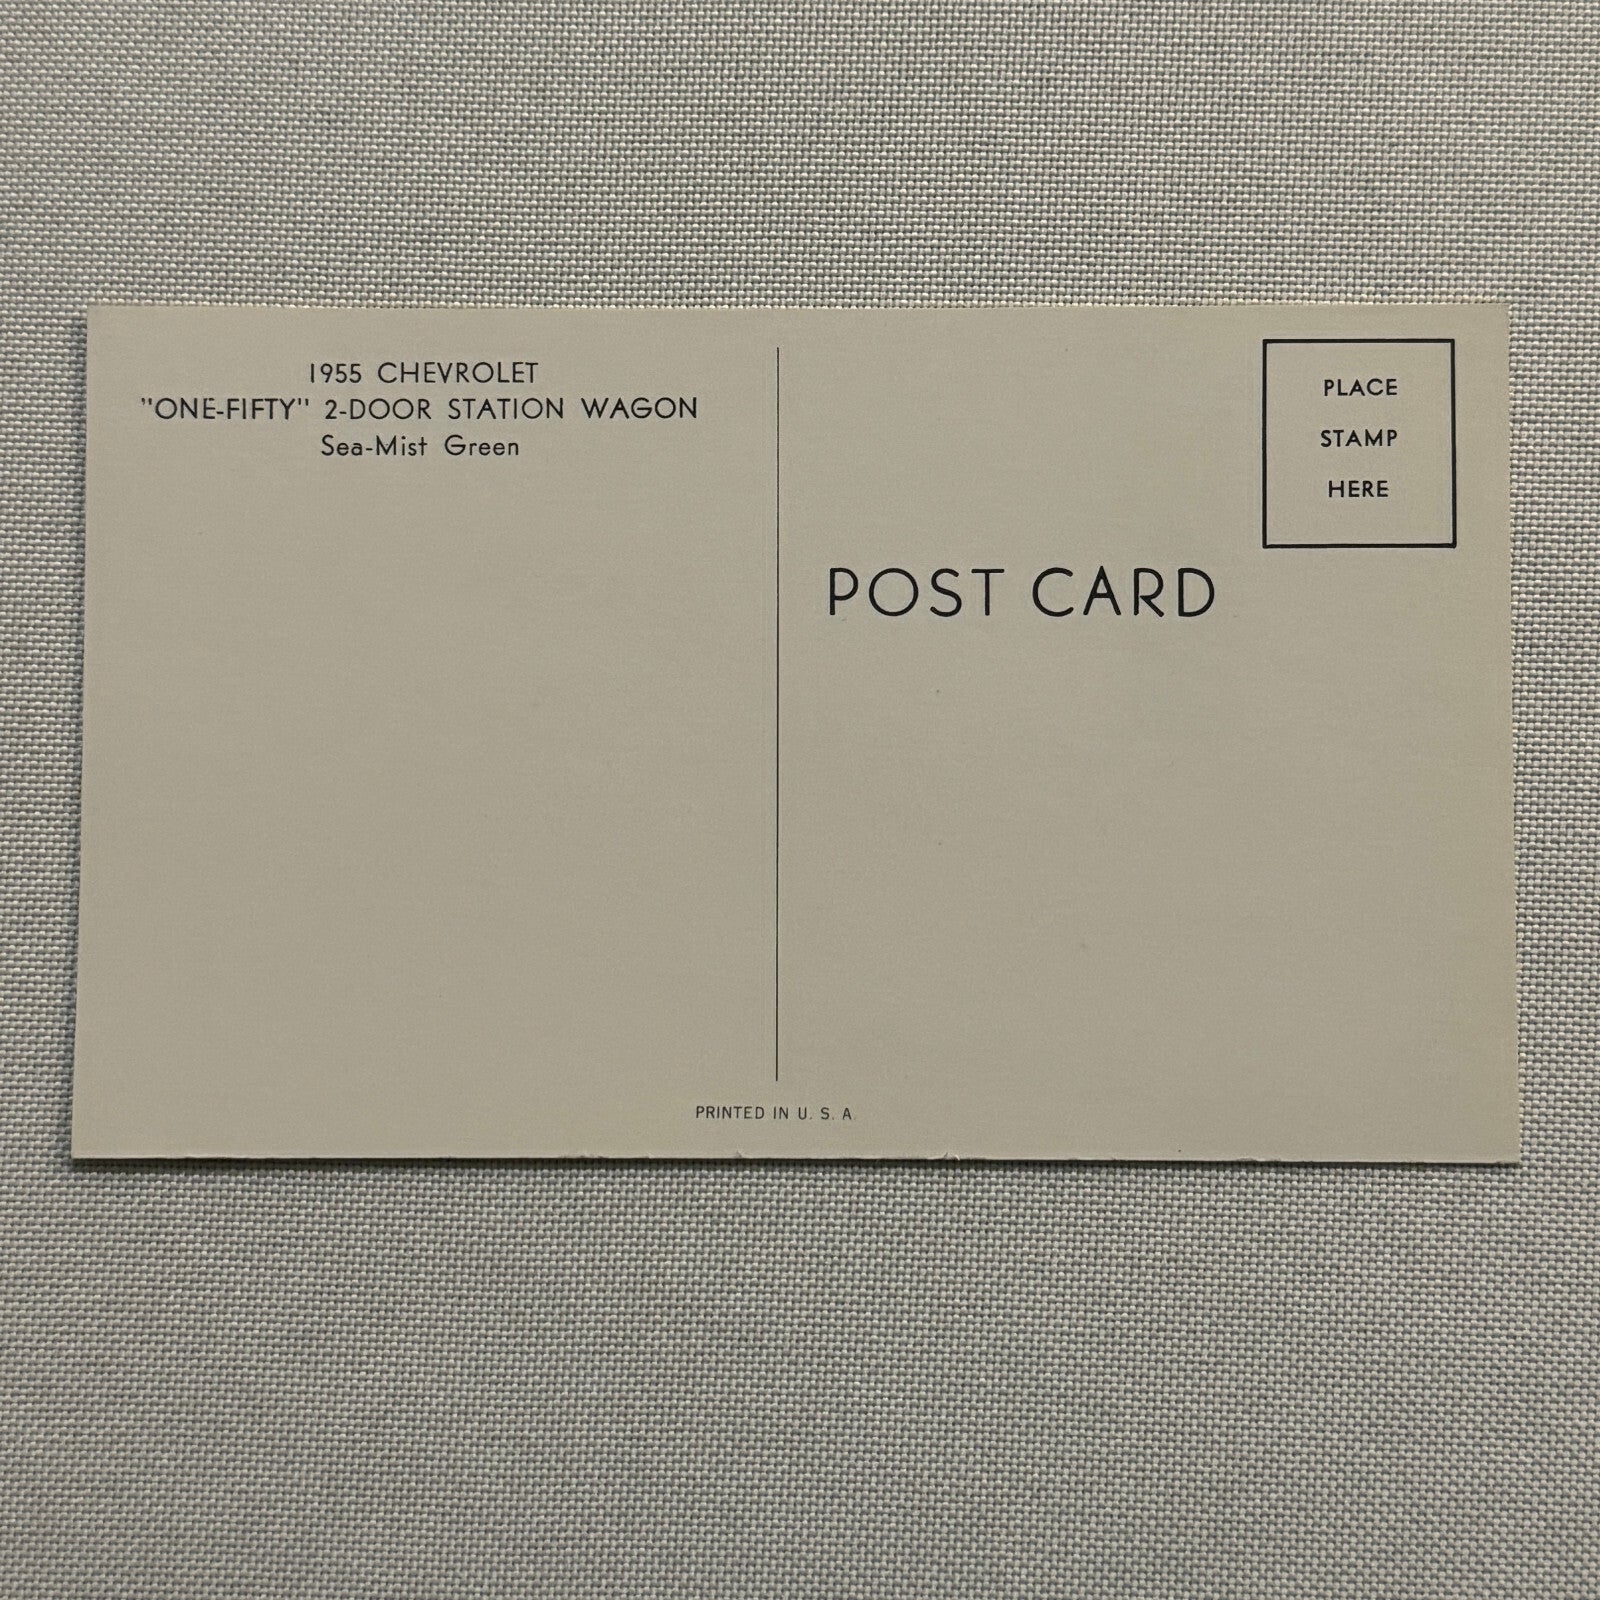 1955 CHEVROLET
"ONE-FIFTY" 2-DOOR STATION WAGON
Sea-Mist Green
PLACE
STAMP
HERE
POST CARD
PRINTED IN U. S. A.